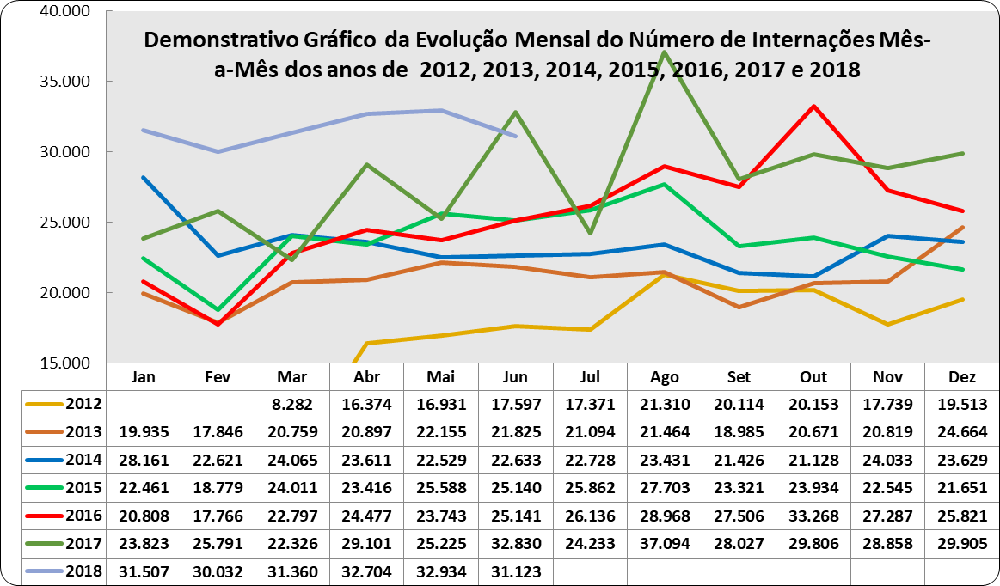 Demonstrativo Gráfico da Evolução Mensal do Número de Internações Mês-
a-Mês dos anos de 2012, 2013, 2014, 2015, 2016, 2017 e 2018
40.000
35.000
30.000
25.000
20.000
15.000
Jan Fev Mar Abr Mai Jun Jul Ago Set Out Nov Dez
2012 8.282 16.374 16.931 17.597 17.371 21.310 20.114 20.153 17.739 19.513
2013 19.935 17.846 20.759 20.897 22.155 21.825 21.094 21.464 18.985 20.671 20.819 24.664
2014 28.161 22.621 24.065 23.611 22.529 22.633 22.728 23.431 21.426 21.128 24.033 23.629
2015 22.461 18.779 24.011 23.416 25.588 25.140 25.862 27.703 23.321 23.934 22.545 21.651
2016 20.808 17.766 22.797 24.477 23.743 25.141 26.136 28.968 27.506 33.268 27.287 25.821
2017 23.823 25.791 22.326 29.101 25.225 32.830 24.233 37.094 28.027 29.806 28.858 29.905
2018 31.507 30.032 31.360 32.704 32.934 31.123